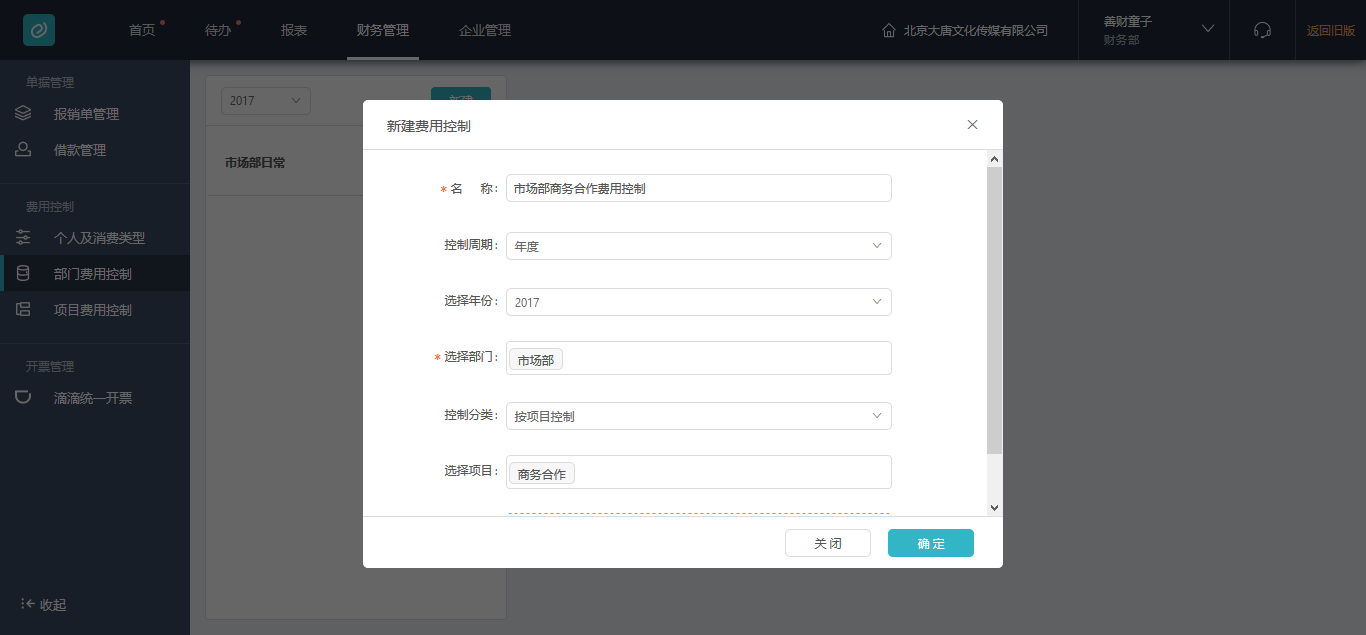 首页 待办 报表 财务管理 企业管理 北京大唐文化传媒有限公司 善财童子 返回旧版
财务部
单据管理
报销单管理
借款管理
费用控制
个人及消费类型
部门费用控制
项目费用控制
开票管理
滴滴统一开票
收起
2017 新建
市场部日常
新建费用控制
* 名 称: 市场部商务合作费用控制
控制周期: 年度
选择年份: 2017
* 选择部门: 市场部
控制分类: 按项目控制
选择项目: 商务合作
关 闭 确 定